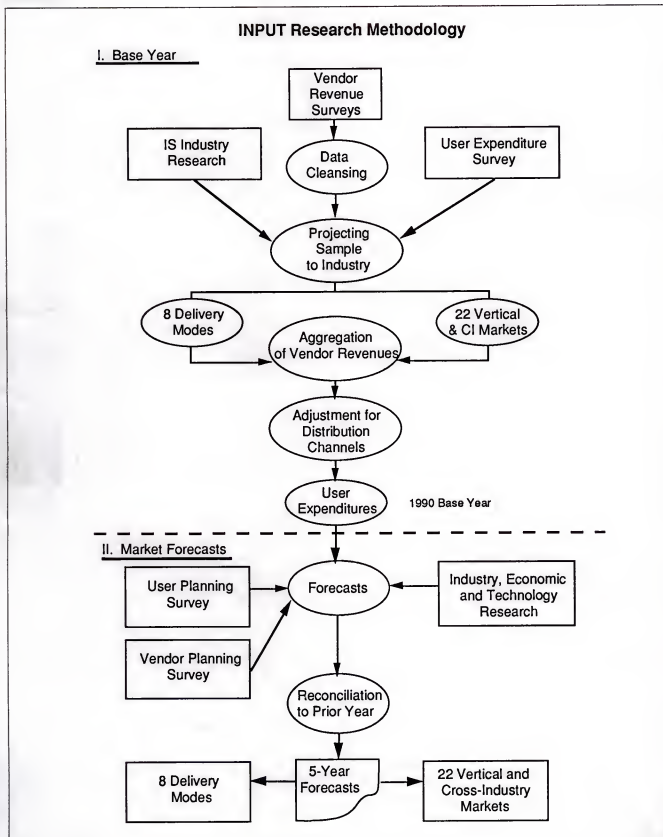 INPUT Research Methodology
I. Base Year
Vendor
Revenue
Surveys
IS Industry
Research
Data
Cleansing
User Expenditure
Survey
Projecting
Sample
to Industry
8 Delivery
Modes
Aggregation
of Vendor Revenues
22 Vertical
& CI Markets
Adjustment for
Distribution
Channels
User
Expenditures
1990 Base Year
II. Market Forecasts
User Planning
Survey
Forecasts
Industry, Economic
and Technology
Research
Vendor Planning
Survey
Reconciliation
to Prior Year
8 Delivery
Modes
5-Year
Forecasts
22 Vertical and
Cross-Industry
Markets